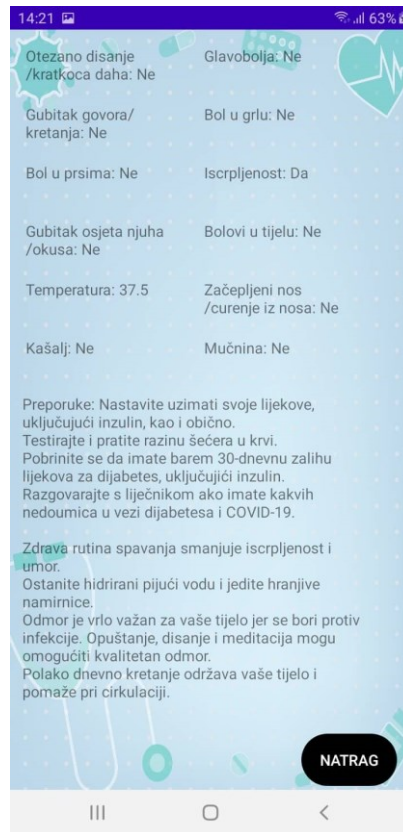 14:21 63%
Otezano disanje
/kratkoca daha: Ne
Glavobolja: Ne
Gubitak govora/
kretanja: Ne
Bol u grlu: Ne
Bol u prsima: Ne
Iscrpljenost: Da
Gubitak osjeta njuha
/okusa: Ne
Bolovi u tijelu: Ne
Temperatura: 37.5
Začepljeni nos
/curenje iz nosa: Ne
Kašalj: Ne
Mučnina: Ne
Preporuke: Nastavite uzimati svoje lijekove,
uključujući inzulin, kao i obično.
Testirajte i pratite razinu šećera u krvi.
Pobrinite se da imate barem 30-dnevnu zalihu
lijekova za dijabetes, uključujići inzulin.
Razgovarajte s liječnikom ako imate kakvih
nedoumica u vezi dijabetesa i COVID-19.
Zdrava rutina spavanja smanjuje iscrpljenost i
umor.
Ostanite hidrirani pijući vodu i jedite hranjive
namirnice.
Odmor je vrlo važan za vaše tijelo jer se bori protiv
infekcije. Opuštanje, disanje i meditacija mogu
omogućiti kvalitetan odmor.
Polako dnevno kretanje održava vaše tijelo i
pomaže pri cirkulaciji.
NATRAG